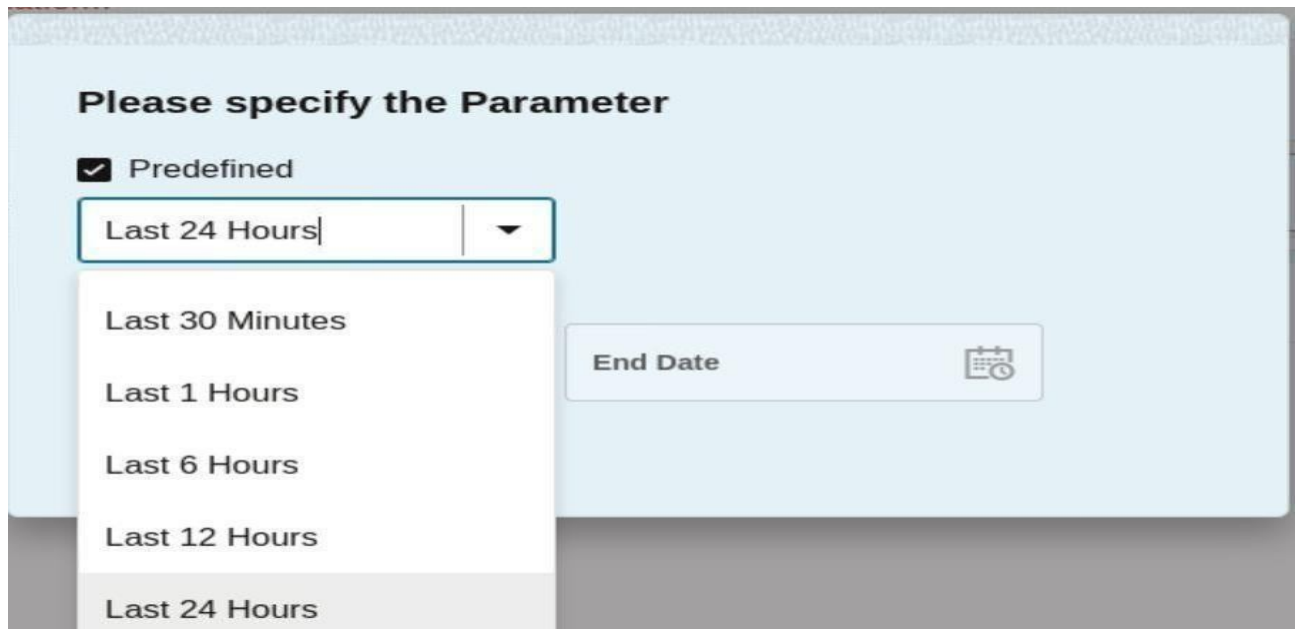 Please specify the Parameter
Predefined
Last 24 Hours
Last 30 Minutes
End Date
Last 1 Hours
Last 6 Hours
Last 12 Hours
Last 24 Hours